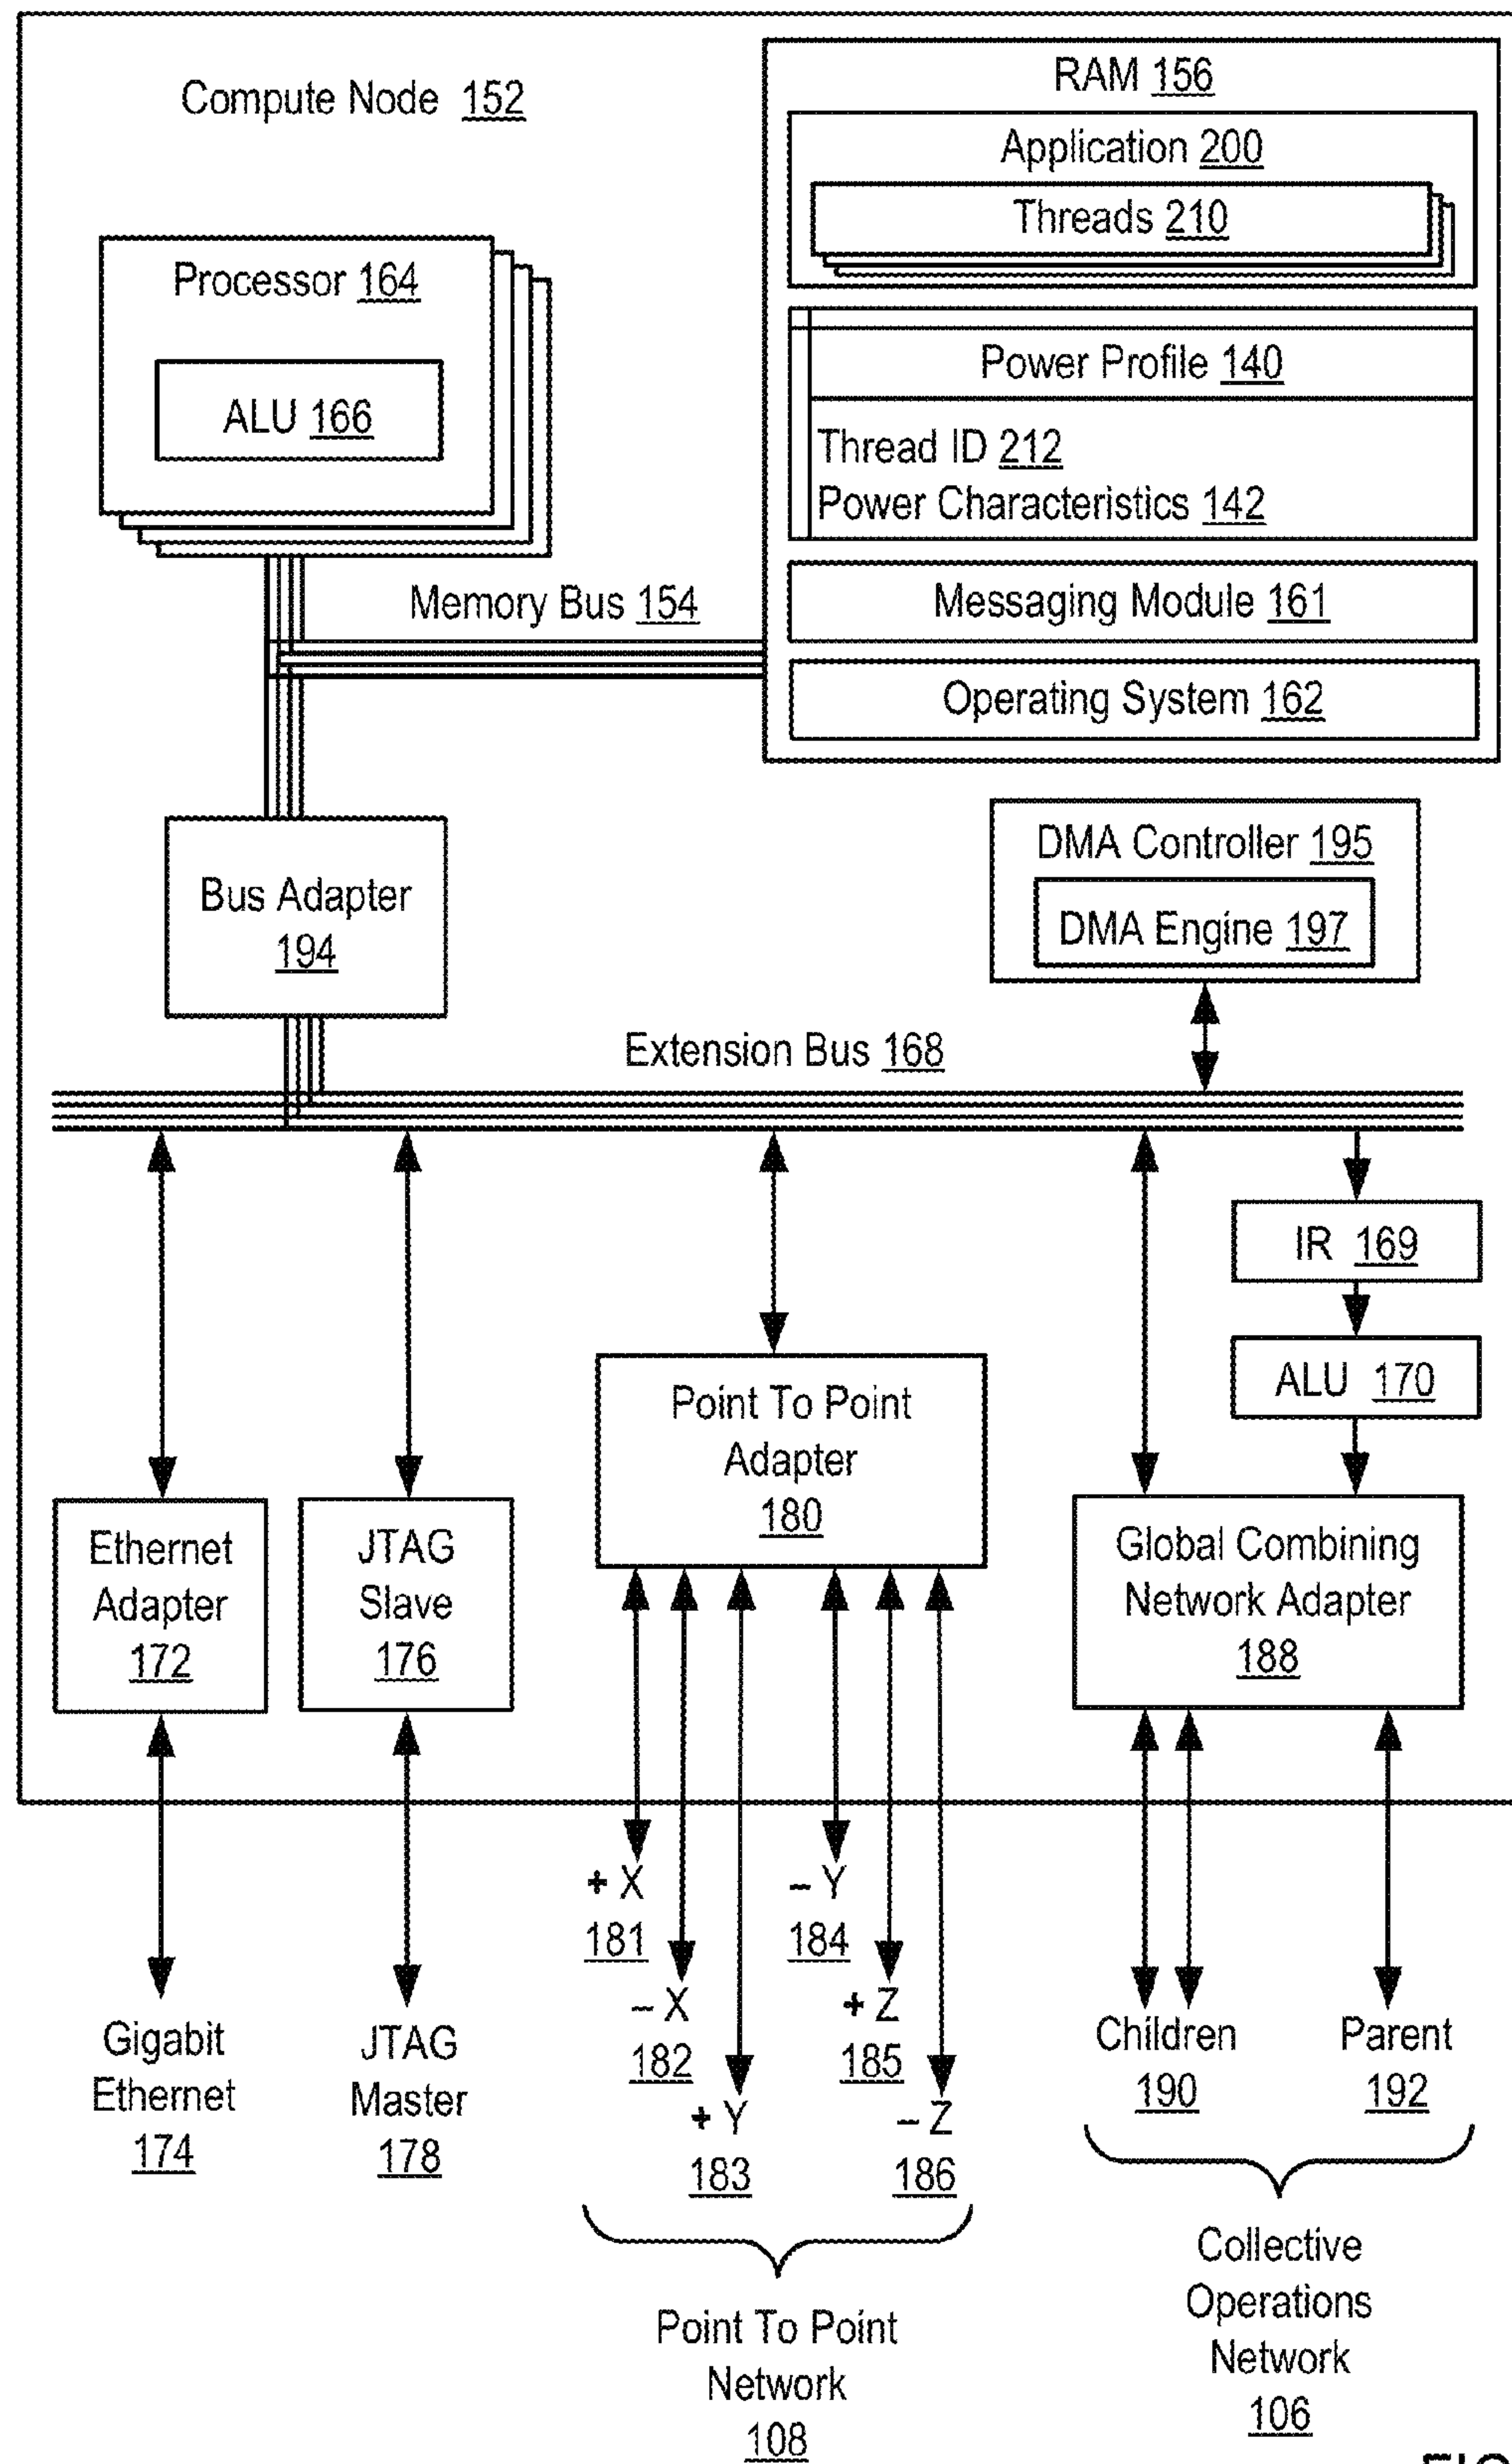 Compute Node 152
RAM 156
Application 200
Threads 210
Processor 164
ALU 166
Power Profile 140
Thread ID 212
Power Characteristics 142
Memory Bus 154
Messaging Module 161
Operating System 162
Bus Adapter
194
DMA Controller 195
DMA Engine 197
Extension Bus 168
IR 169
ALU 170
Point To Point
Adapter
180
Ethernet
Adapter
172
JTAG
Slave
176
Global Combining
Network Adapter
188
+ X
181
– X
182
+ Y
183
– Y
184
+ Z
185
– Z
186
Gigabit
Ethernet
174
JTAG
Master
178
Children
190
Parent
192
Point To Point
Network
108
Collective
Operations
Network
106